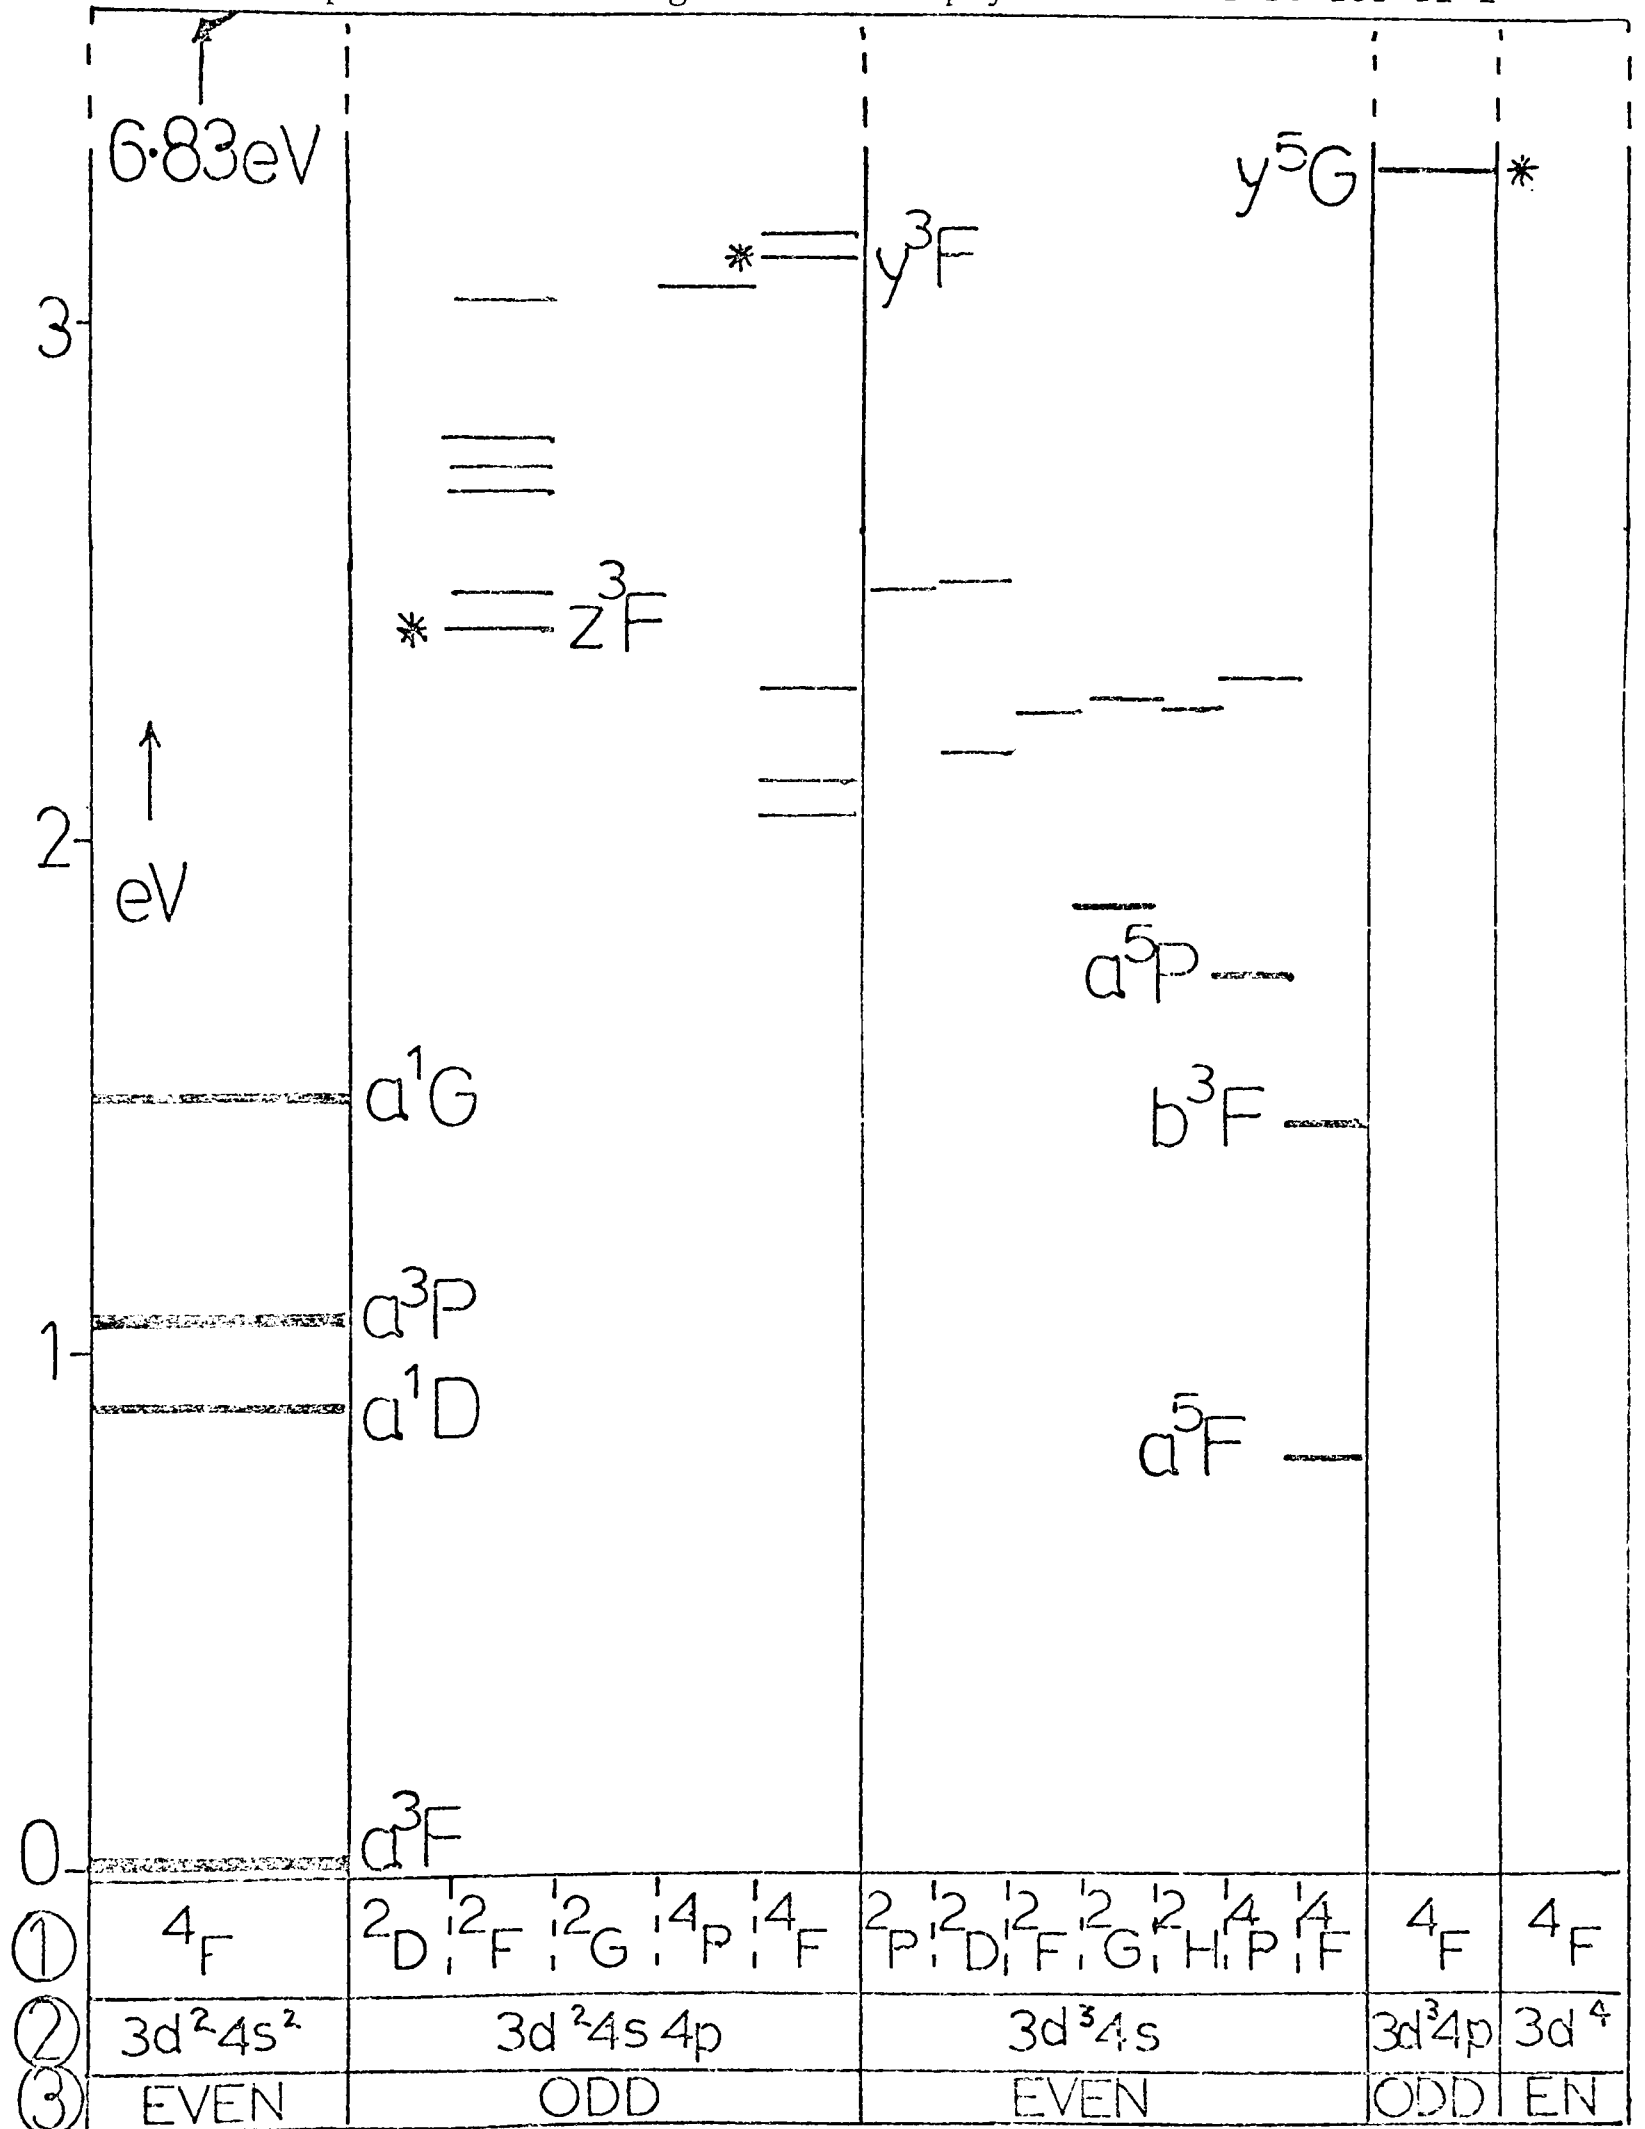 6.83eV
y⁵G *
* y³F
3
* z³F
2
eV
a⁵P
a¹G
b³F
a³P
1
a¹D
a⁵F
a³F
0
① ⁴F ²D ²F ²G ⁴P ⁴F ²P ²D ²F ²G ²H ⁴P ⁴F ⁴F ⁴F
② 3d²4s² 3d²4s4p 3d³4s 3d³4p 3d⁴
③ EVEN ODD EVEN ODD EN